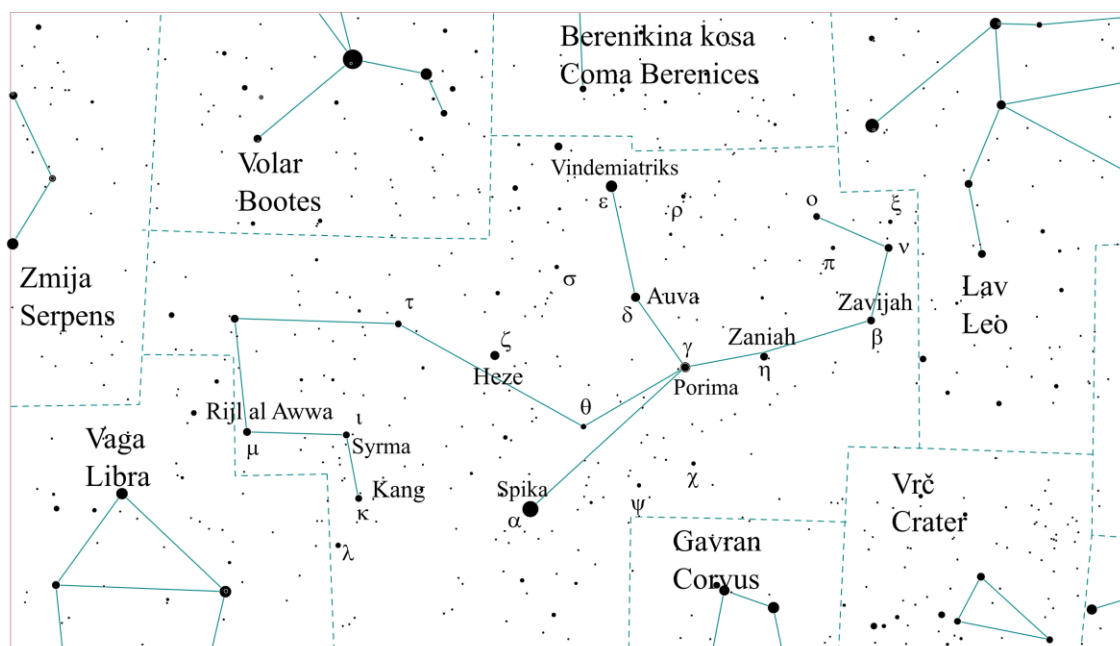 Berenikina kosa
Coma Berenices
Volar
Bootes
Vindemiatriks
ε
ρ
ο
ξ
π
ν
Zmija
Serpens
σ
Lav
Leo
τ
Auva
δ
Zavijah
β
ζ
Heze
γ
Porima
Zaniah
η
θ
Rijl al Awwa
μ
ι
Syrma
Vaga
Libra
Kang
κ
Spika
α
χ
ψ
Vrč
Crater
λ
Gavran
Corvus